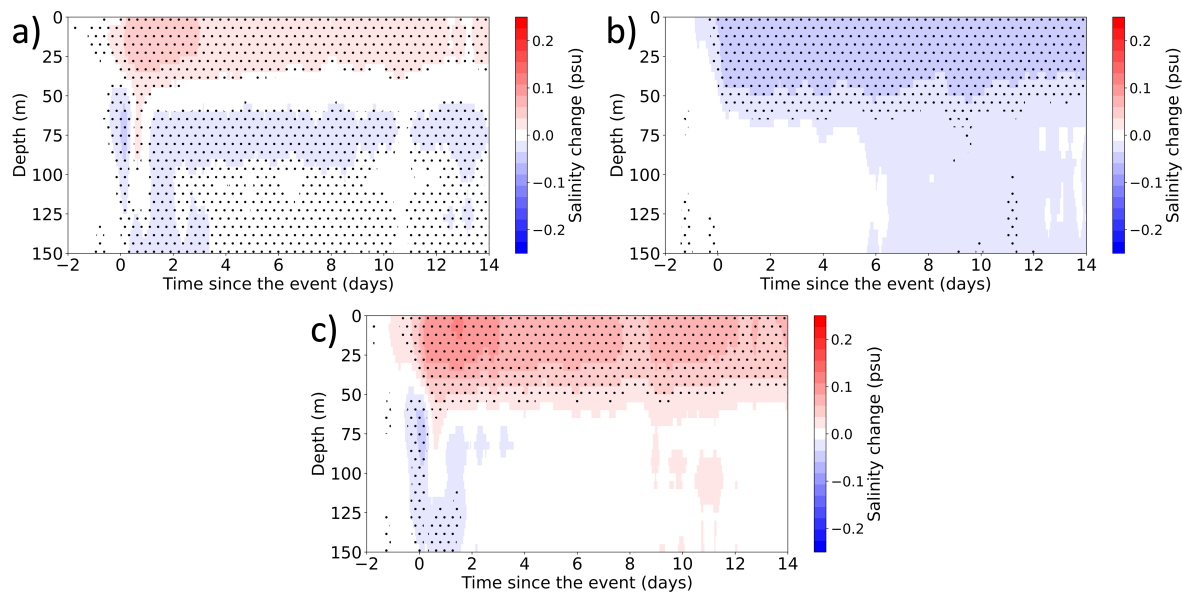 a)
0
25
50
75
100
125
150
Depth (m)
−2 0 2 4 6 8 10 12 14
Time since the event (days)
0.2
0.1
0.0
−0.1
−0.2
Salinity change (psu)
b)
0
25
50
75
100
125
150
Depth (m)
−2 0 2 4 6 8 10 12 14
Time since the event (days)
0.2
0.1
0.0
−0.1
−0.2
Salinity change (psu)
c)
0
25
50
75
100
125
150
Depth (m)
−2 0 2 4 6 8 10 12 14
Time since the event (days)
0.2
0.1
0.0
−0.1
−0.2
Salinity change (psu)